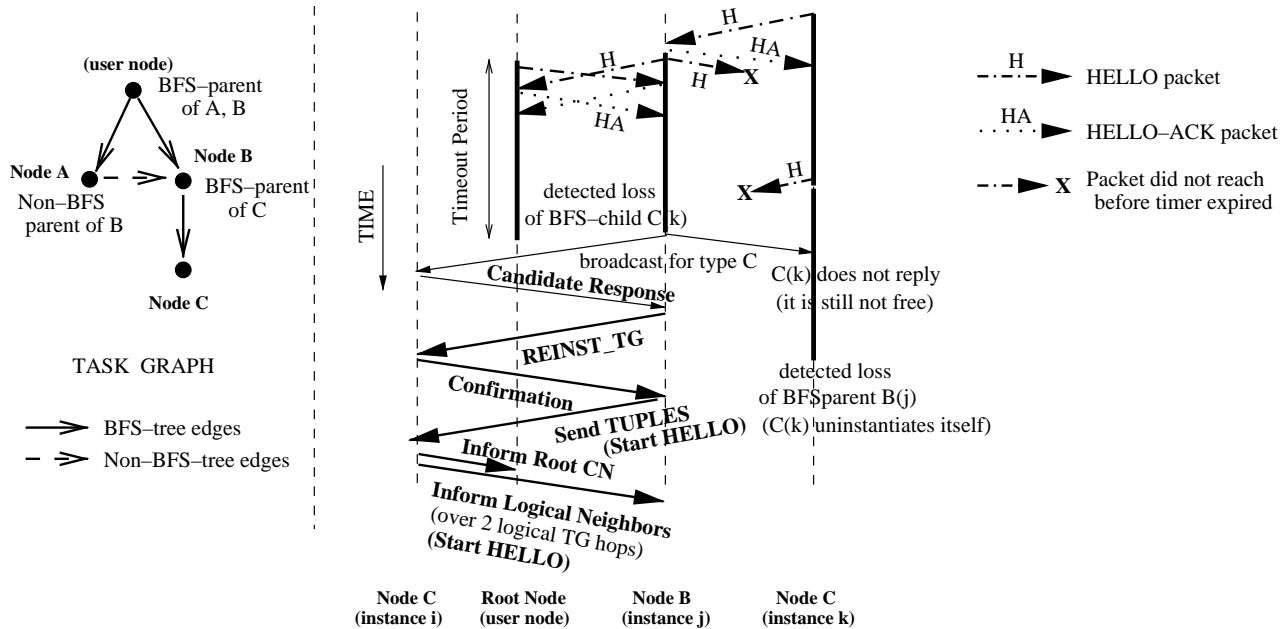 (user node)
BFS–parent
of A, B
Node A
Node B
Non–BFS
parent of B
BFS–parent
of C
Node C
TASK GRAPH
BFS–tree edges
Non–BFS–tree edges
TIME
Timeout Period
H
HA
H
X
H
HA
H
X
detected loss
of BFS–child C(k)
broadcast for type C
Candidate Response
C(k) does not reply
(it is still not free)
REINST_TG
Confirmation
detected loss
of BFSparent B(j)
(C(k) uninstantiates itself)
Send TUPLES
(Start HELLO)
Inform Root CN
Inform Logical Neighbors
(over 2 logical TG hops)
(Start HELLO)
Node C
(instance i)
Root Node
(user node)
Node B
(instance j)
Node C
(instance k)
H
HELLO packet
HA
HELLO–ACK packet
X
Packet did not reach
before timer expired